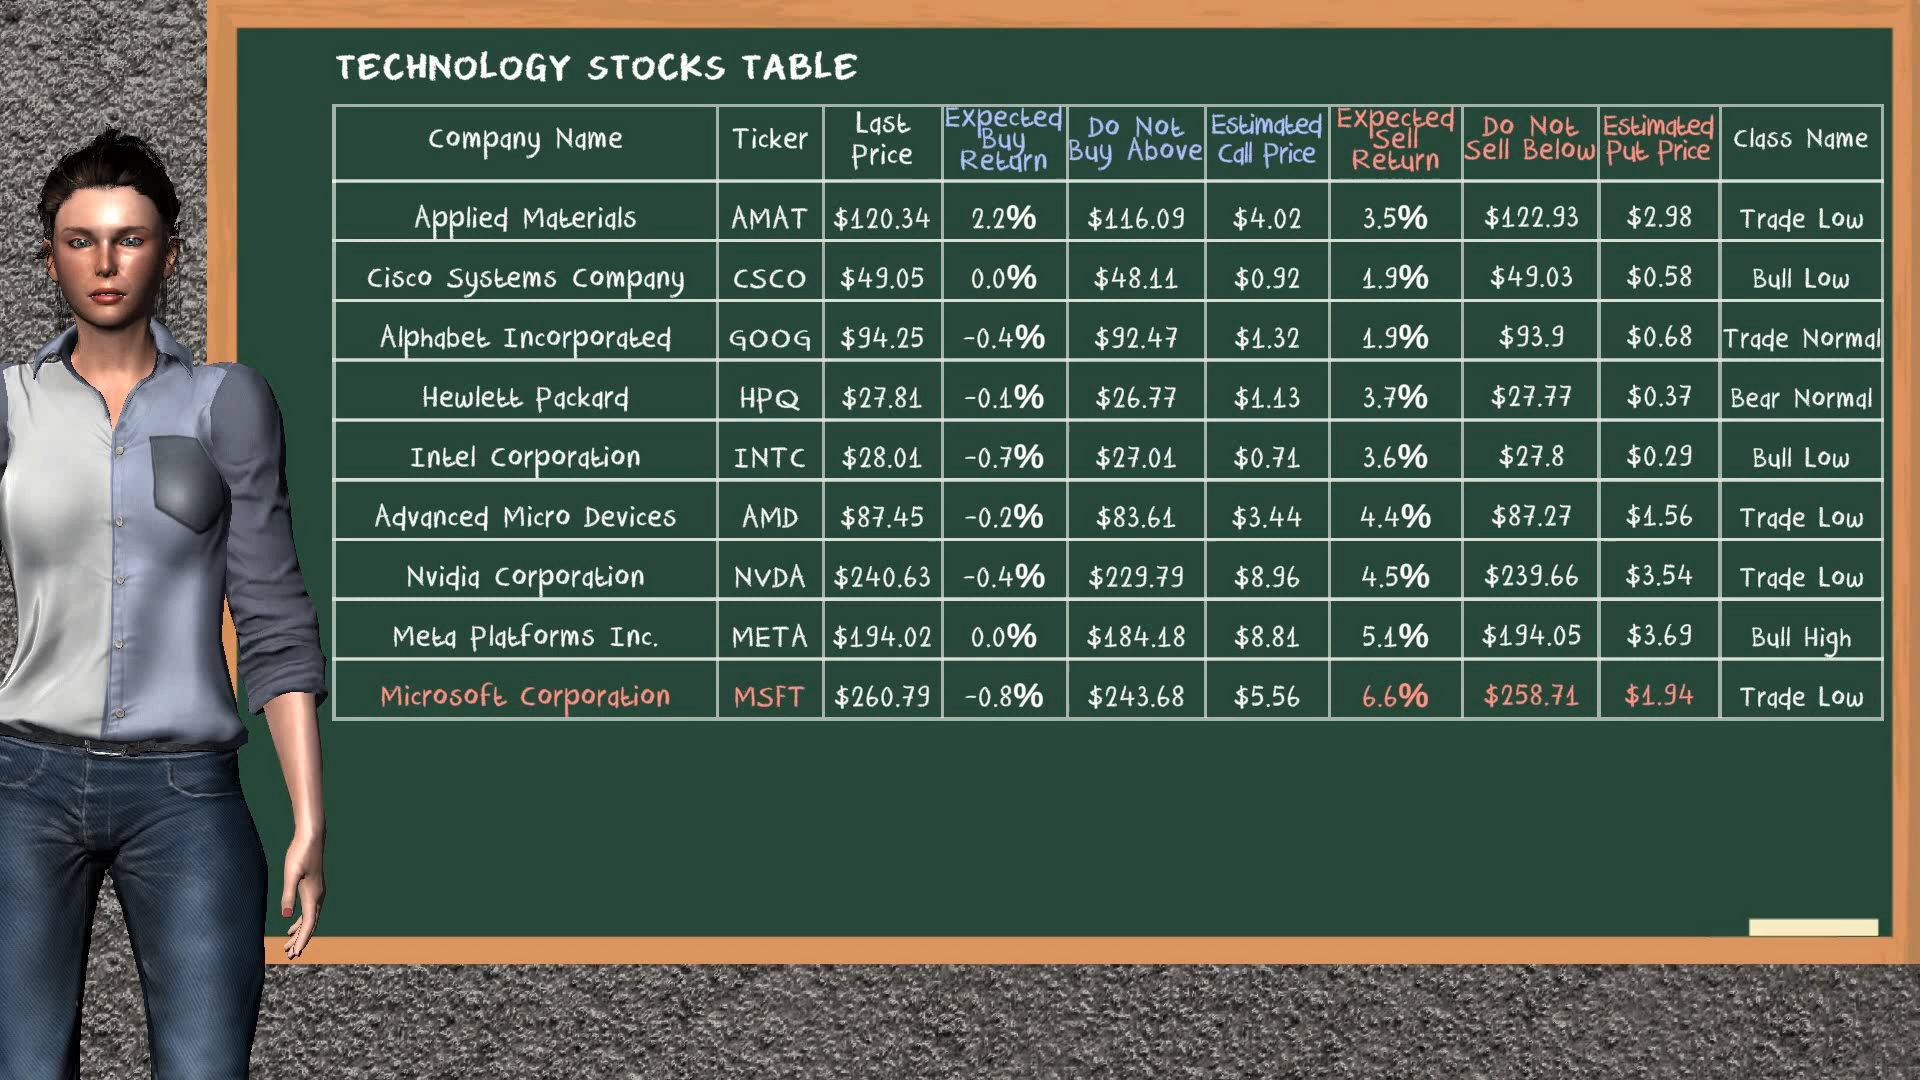 TECHNOLOGY STOCKS TABLE
Company Name Ticker Last Price Expected Buy Return Do Not Buy Above Estimated Call Price Expected Sell Return Do Not Sell Below Estimated Put Price Class Name
Applied Materials AMAT $120.34 2.2% $116.09 $4.02 3.5% $122.93 $2.98 Trade Low
Cisco Systems Company CSCO $49.05 0.0% $48.11 $0.92 1.9% $49.03 $0.58 Bull Low
Alphabet Incorporated GOOG $94.25 -0.4% $92.47 $1.32 1.9% $93.9 $0.68 Trade Normal
Hewlett Packard HPQ $27.81 -0.1% $26.77 $1.13 3.7% $27.77 $0.37 Bear Normal
Intel Corporation INTC $28.01 -0.7% $27.01 $0.71 3.6% $27.8 $0.29 Bull Low
Advanced Micro Devices AMD $87.45 -0.2% $83.61 $3.44 4.4% $87.27 $1.56 Trade Low
Nvidia Corporation NVDA $240.63 -0.4% $229.79 $8.96 4.5% $239.66 $3.54 Trade Low
Meta Platforms Inc. META $194.02 0.0% $184.18 $8.81 5.1% $194.05 $3.69 Bull High
Microsoft Corporation MSFT $260.79 -0.8% $243.68 $5.56 6.6% $258.71 $1.94 Trade Low